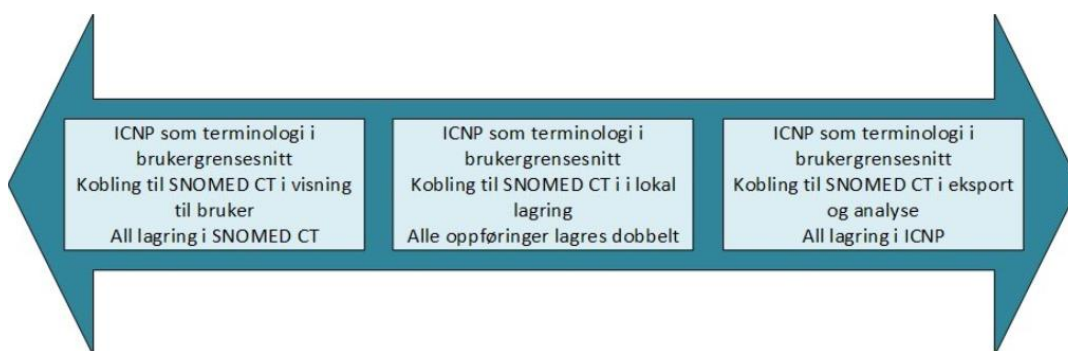 ICNP som terminologi i
brukergrensesnitt
Kobling til SNOMED CT i visning
til bruker
All lagring i SNOMED CT
ICNP som terminologi i
brukergrensesnitt
Kobling til SNOMED CT i i lokal
lagring
Alle oppføringer lagres dobbelt
ICNP som terminologi i
brukergrensesnitt
Kobling til SNOMED CT i eksport
og analyse
All lagring i ICNP